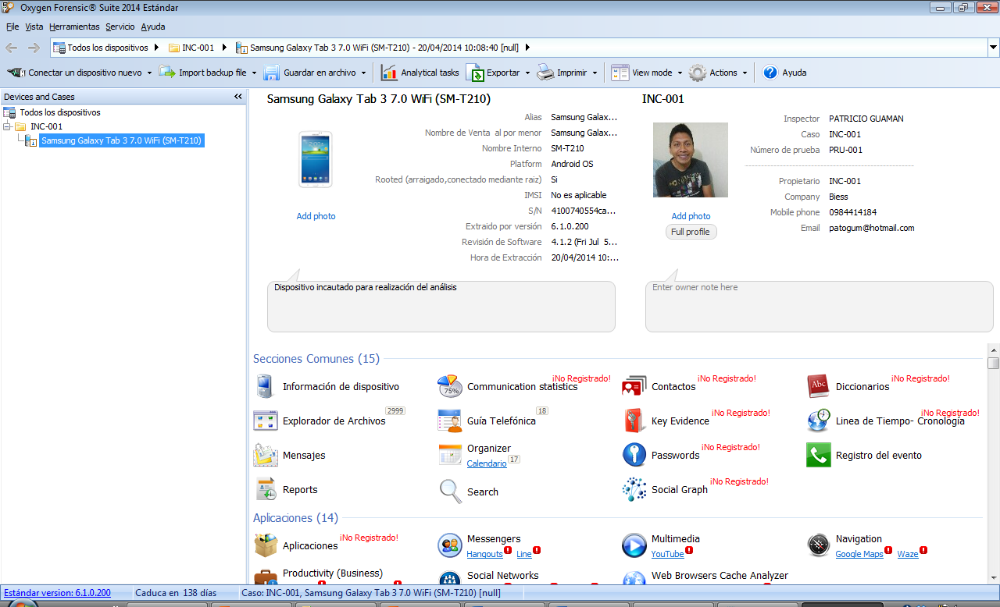 Oxygen Forensic® Suite 2014 Estándar
File Vista Herramientas Servicio Ayuda
Todos los dispositivos INC-001 Samsung Galaxy Tab 3 7.0 WiFi (SM-T210) - 20/04/2014 10:08:40 [null]
Conectar un dispositivo nuevo Import backup file Guardar en archivo Analytical tasks Exportar Imprimir View mode Actions Ayuda
Devices and Cases
Todos los dispositivos
INC-001
Samsung Galaxy Tab 3 7.0 WiFi (SM-T210)
Samsung Galaxy Tab 3 7.0 WiFi (SM-T210)
Alias Samsung Galax...
Nombre de Venta al por menor Samsung Galax...
Nombre Interno SM-T210
Platform Android OS
Rooted (arraigado,conectado mediante raiz) Si
IMSI No es aplicable
S/N 4100740554ca...
Extraido por versión 6.1.0.200
Revisión de Software 4.1.2 (Fri Jul 5...
Hora de Extracción 20/04/2014 10:...
Add photo
Dispositivo incautado para realización del análisis
INC-001
Inspector PATRICIO GUAMAN
Caso INC-001
Número de prueba PRU-001
Propietario INC-001
Company Biess
Mobile phone 0984414184
Email patogum@hotmail.com
Add photo
Full profile
Enter owner note here
Secciones Comunes (15)
Información de dispositivo
Communication statistics ¡No Registrado!
75%
Contactos ¡No Registrado!
Abc
Diccionarios ¡No Registrado!
Explorador de Archivos 2999
Guía Telefónica 18
Key Evidence ¡No Registrado!
Linea de Tiempo- Cronología ¡No Registrado!
Mensajes
Organizer
Calendario 17
Passwords ¡No Registrado!
Registro del evento
Reports
Search
Social Graph ¡No Registrado!
Aplicaciones (14)
Aplicaciones ¡No Registrado!
Messengers
Hangouts Line
Multimedia
YouTube
Navigation
Google Maps Waze
Productivity (Business)
Social Networks
Web Browsers Cache Analyzer
Estándar version: 6.1.0.200 Caduca en 138 días Caso: INC-001, Samsung Galaxy Tab 3 7.0 WiFi (SM-T210) [null]